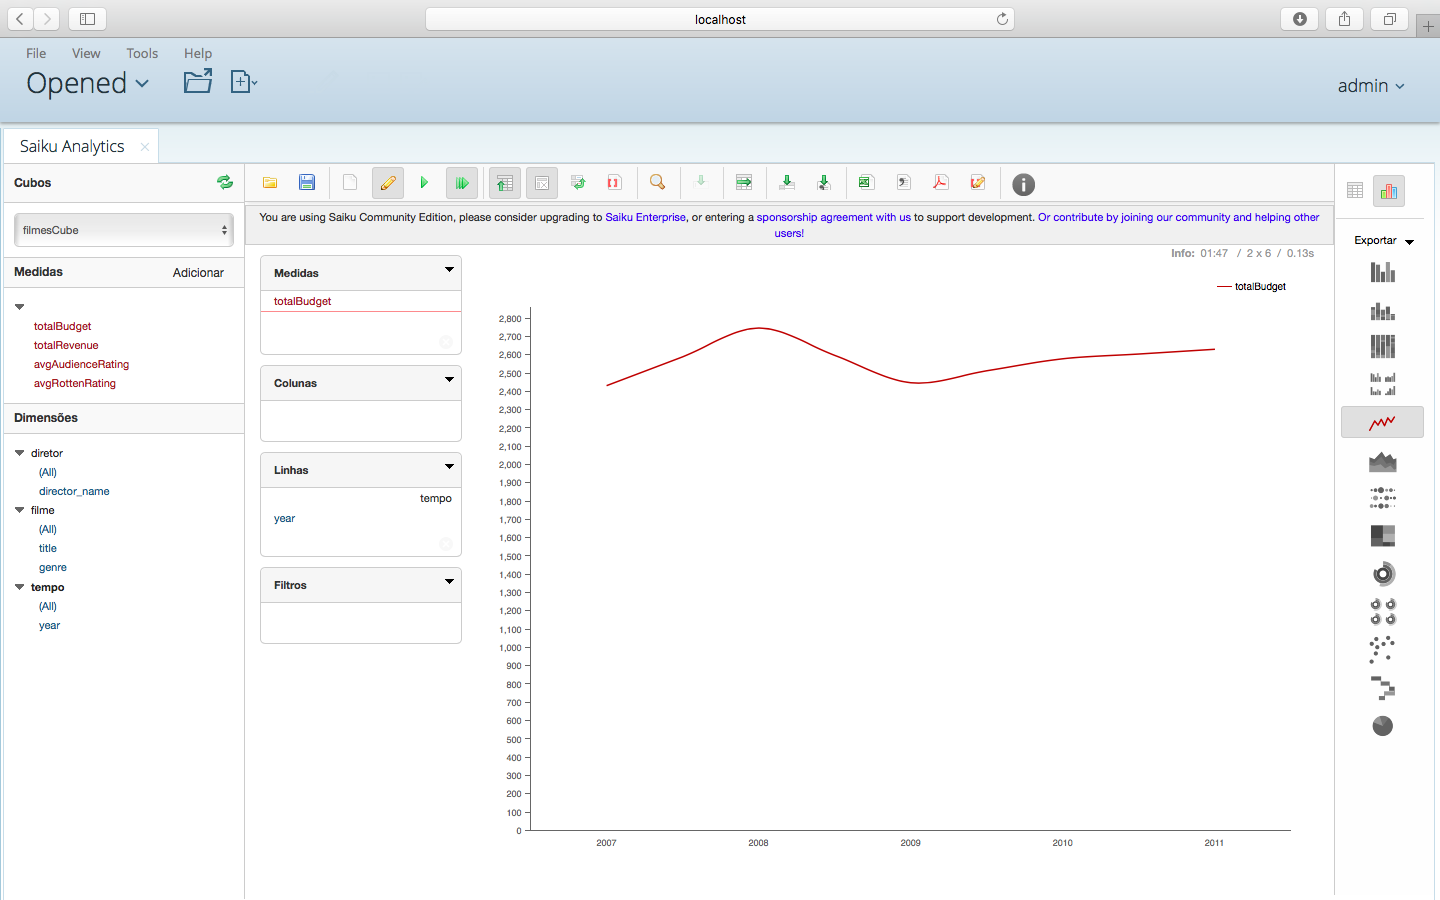 localhost
File View Tools Help
Opened
admin
Saiku Analytics
Cubos
filmesCube
Medidas Adicionar
totalBudget
totalRevenue
avgAudienceRating
avgRottenRating
Dimensões
diretor
(All)
director_name
filme
(All)
title
genre
tempo
(All)
year
You are using Saiku Community Edition, please consider upgrading to Saiku Enterprise, or entering a sponsorship agreement with us to support development. Or contribute by joining our community and helping other
users!
Info: 01:47 / 2 x 6 / 0.13s
Medidas
totalBudget
Colunas
Linhas
tempo
year
Filtros
totalBudget
2,800
2,700
2,600
2,500
2,400
2,300
2,200
2,100
2,000
1,900
1,800
1,700
1,600
1,500
1,400
1,300
1,200
1,100
1,000
900
800
700
600
500
400
300
200
100
0
2007 2008 2009 2010 2011
Exportar